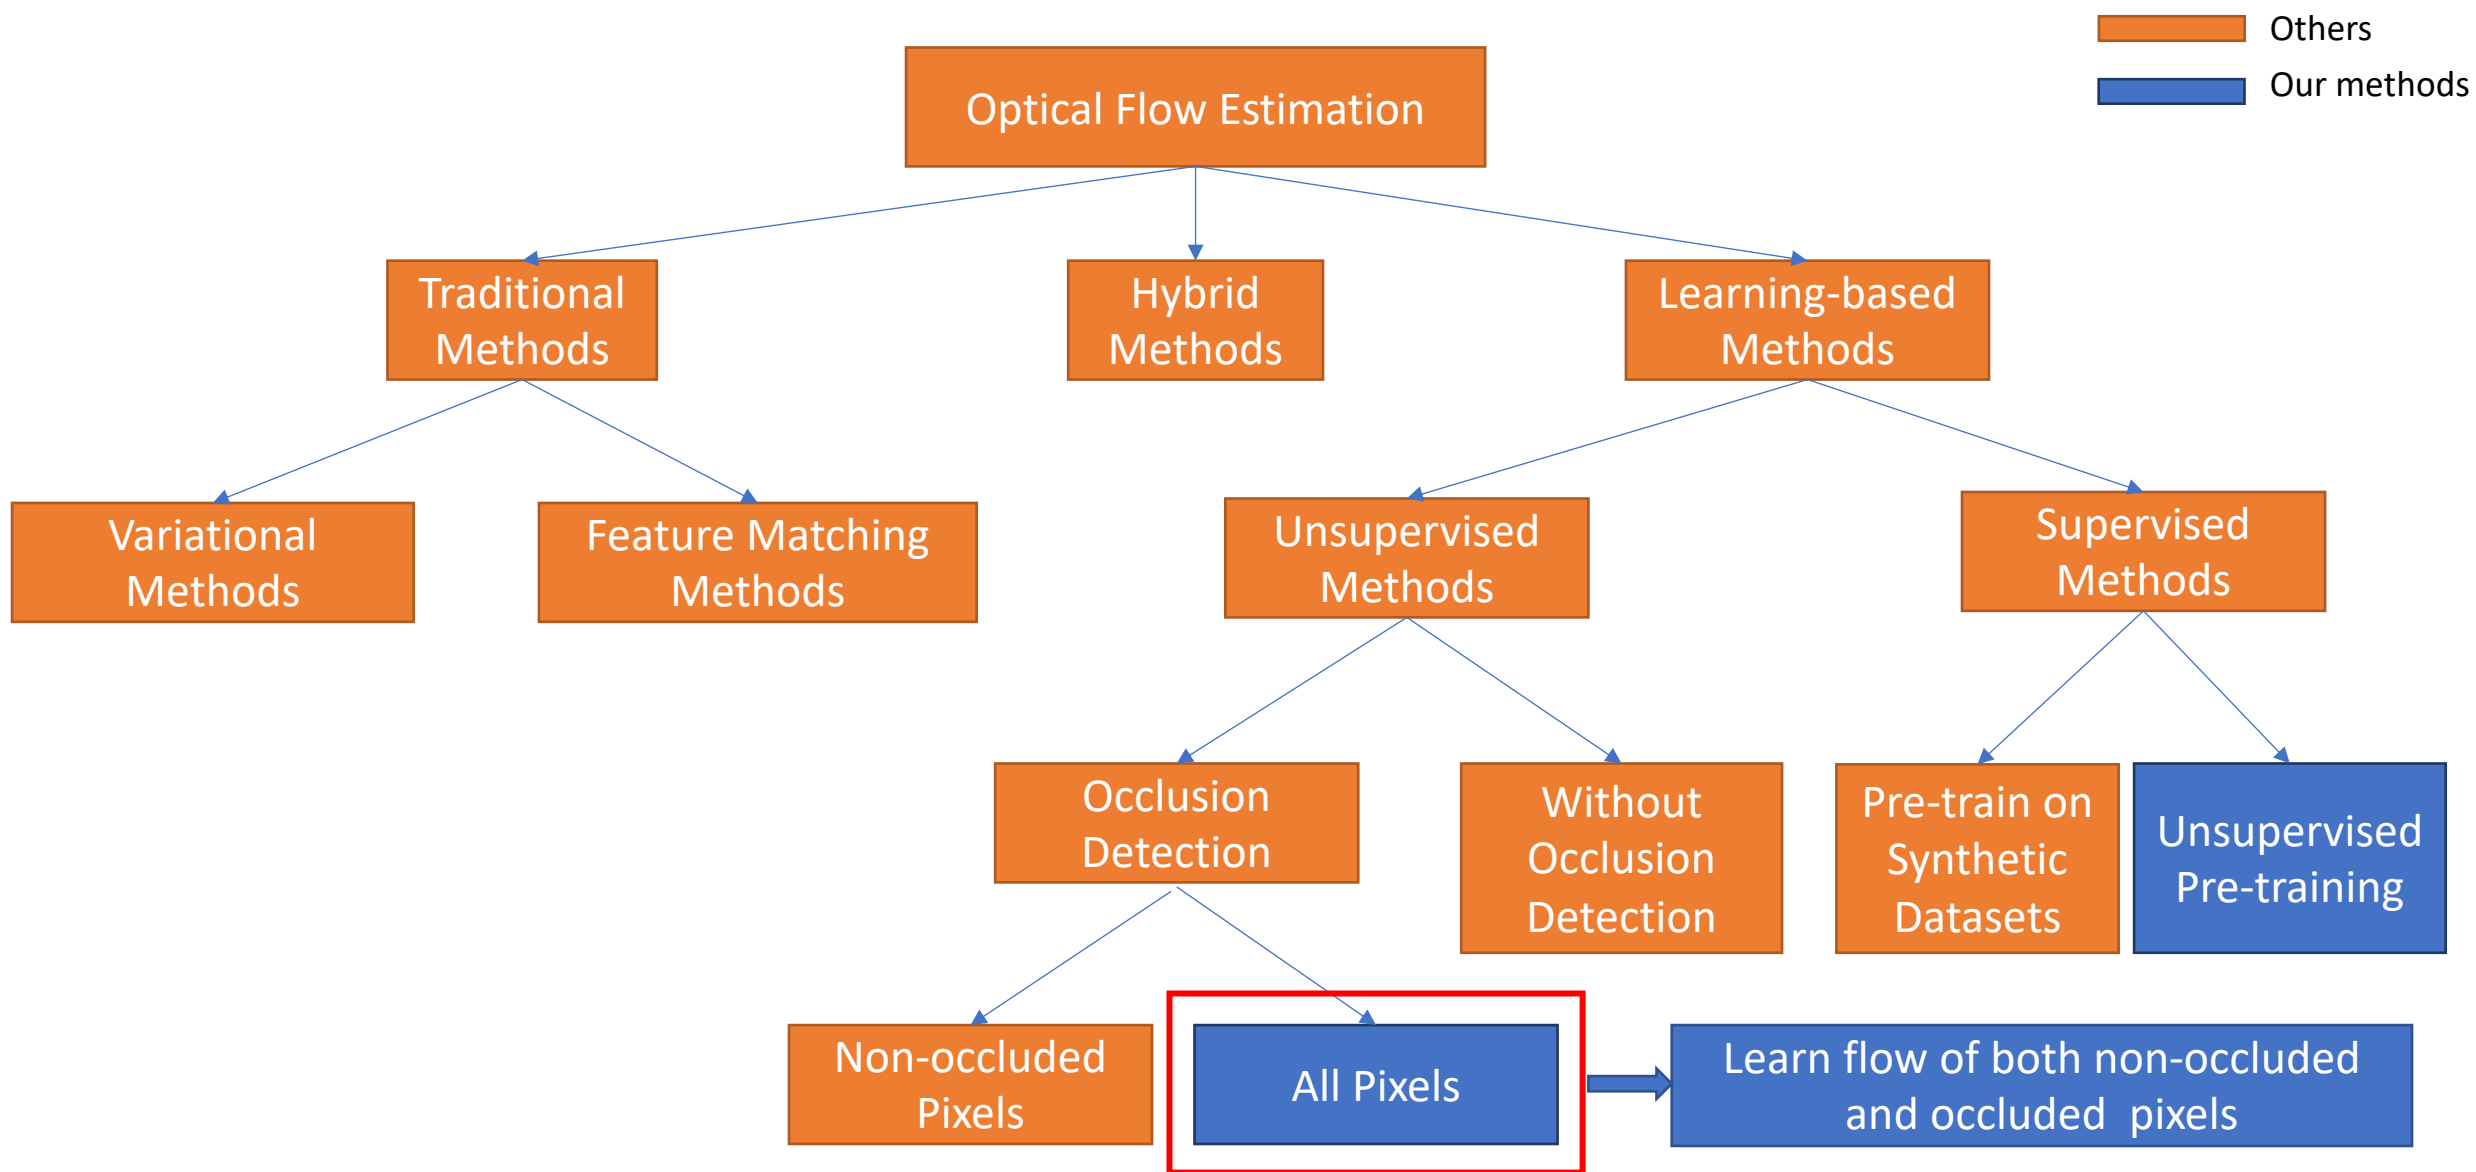 Others
Our methods
Optical Flow Estimation
Traditional
Methods
Hybrid
Methods
Learning-based
Methods
Variational
Methods
Feature Matching
Methods
Unsupervised
Methods
Supervised
Methods
Occlusion
Detection
Without
Occlusion
Detection
Pre-train on
Synthetic
Datasets
Unsupervised
Pre-training
Non-occluded
Pixels
All Pixels
Learn flow of both non-occluded
and occluded pixels